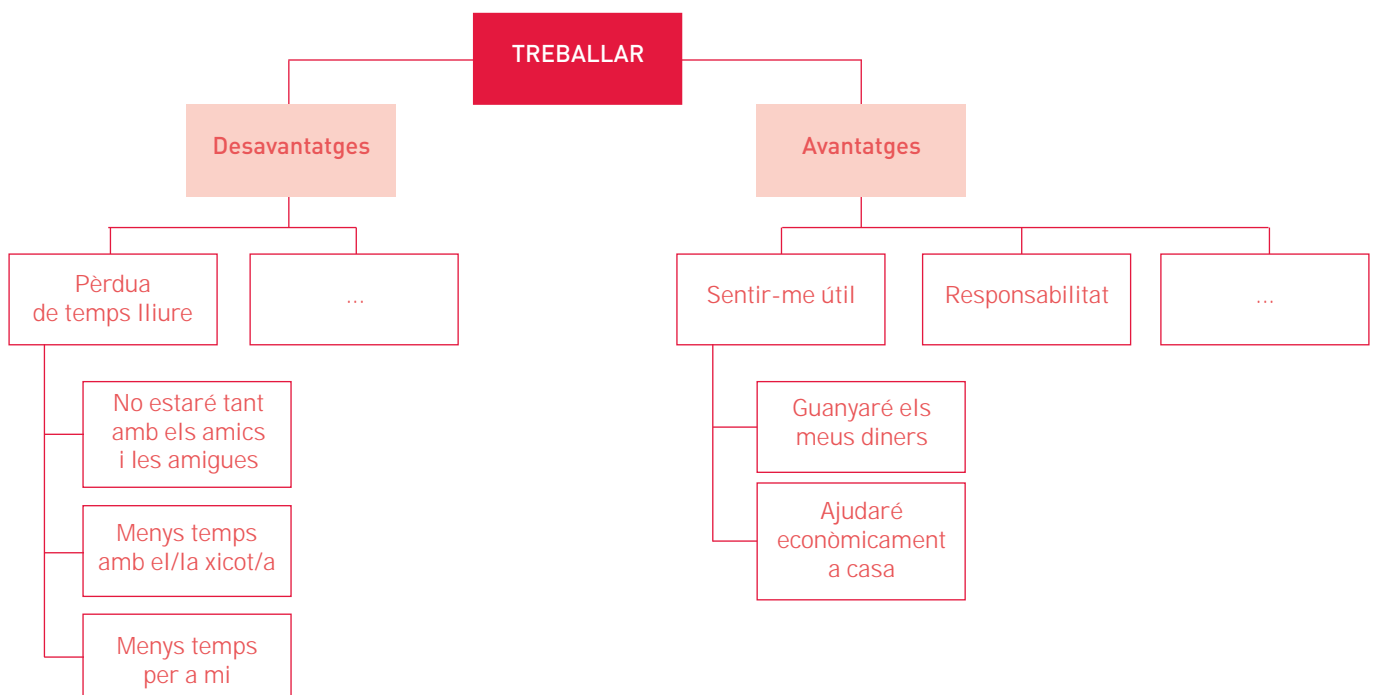 TREBALLAR
Desavantatges
Avantatges
Pèrdua
de temps lliure
...
Sentir-me útil
Responsabilitat
...
No estaré tant
amb els amics
i les amigues
Menys temps
amb el/la xicot/a
Menys temps
per a mi
Guanyaré els
meus diners
Ajudaré
econòmicament
a casa